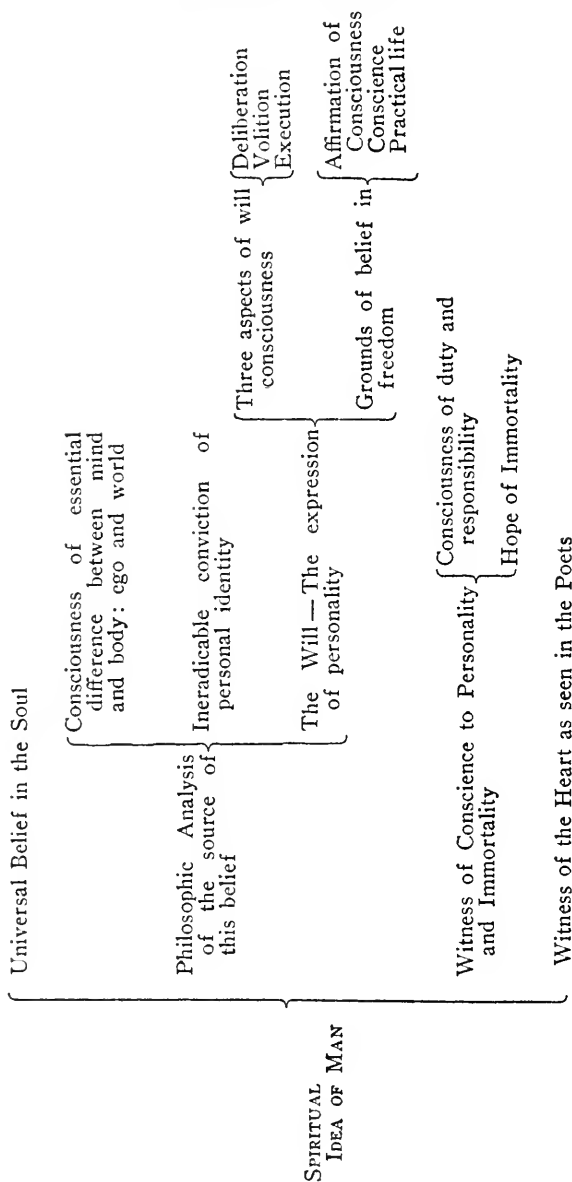 SPIRITUAL
IDEA OF MAN
Universal Belief in the Soul
Philosophic Analysis
of the source of
this belief
Consciousness of essential
difference between mind
and body: ego and world
Ineradicable conviction of
personal identity
The Will — The expression
of personality
Three aspects of will
consciousness
Deliberation
Volition
Execution
Grounds of belief in
freedom
Affirmation of
Consciousness
Conscience
Practical life
Witness of Conscience to Personality
and Immortality
Consciousness of duty and
responsibility
Hope of Immortality
Witness of the Heart as seen in the Poets